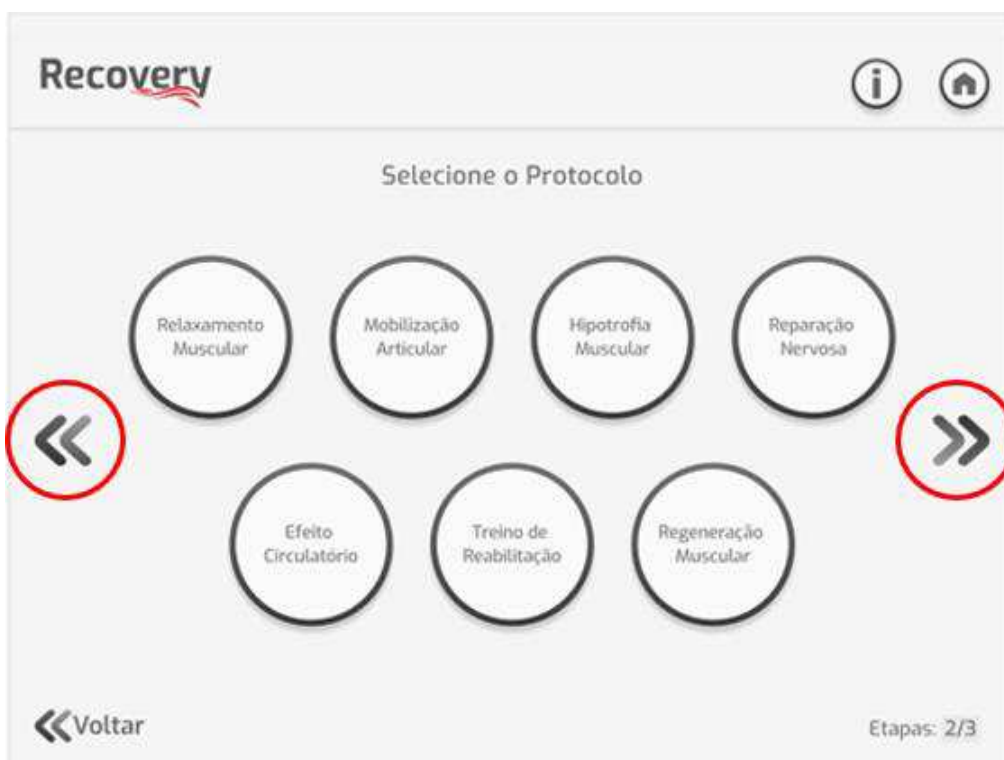 Recovery
Selecione o Protocolo
Relaxamento
Muscular
Mobilização
Articular
Hipotrofia
Muscular
Reparação
Nervosa
Efeito
Circulatório
Treino de
Reabilitação
Regeneração
Muscular
Voltar
Etapas: 2/3